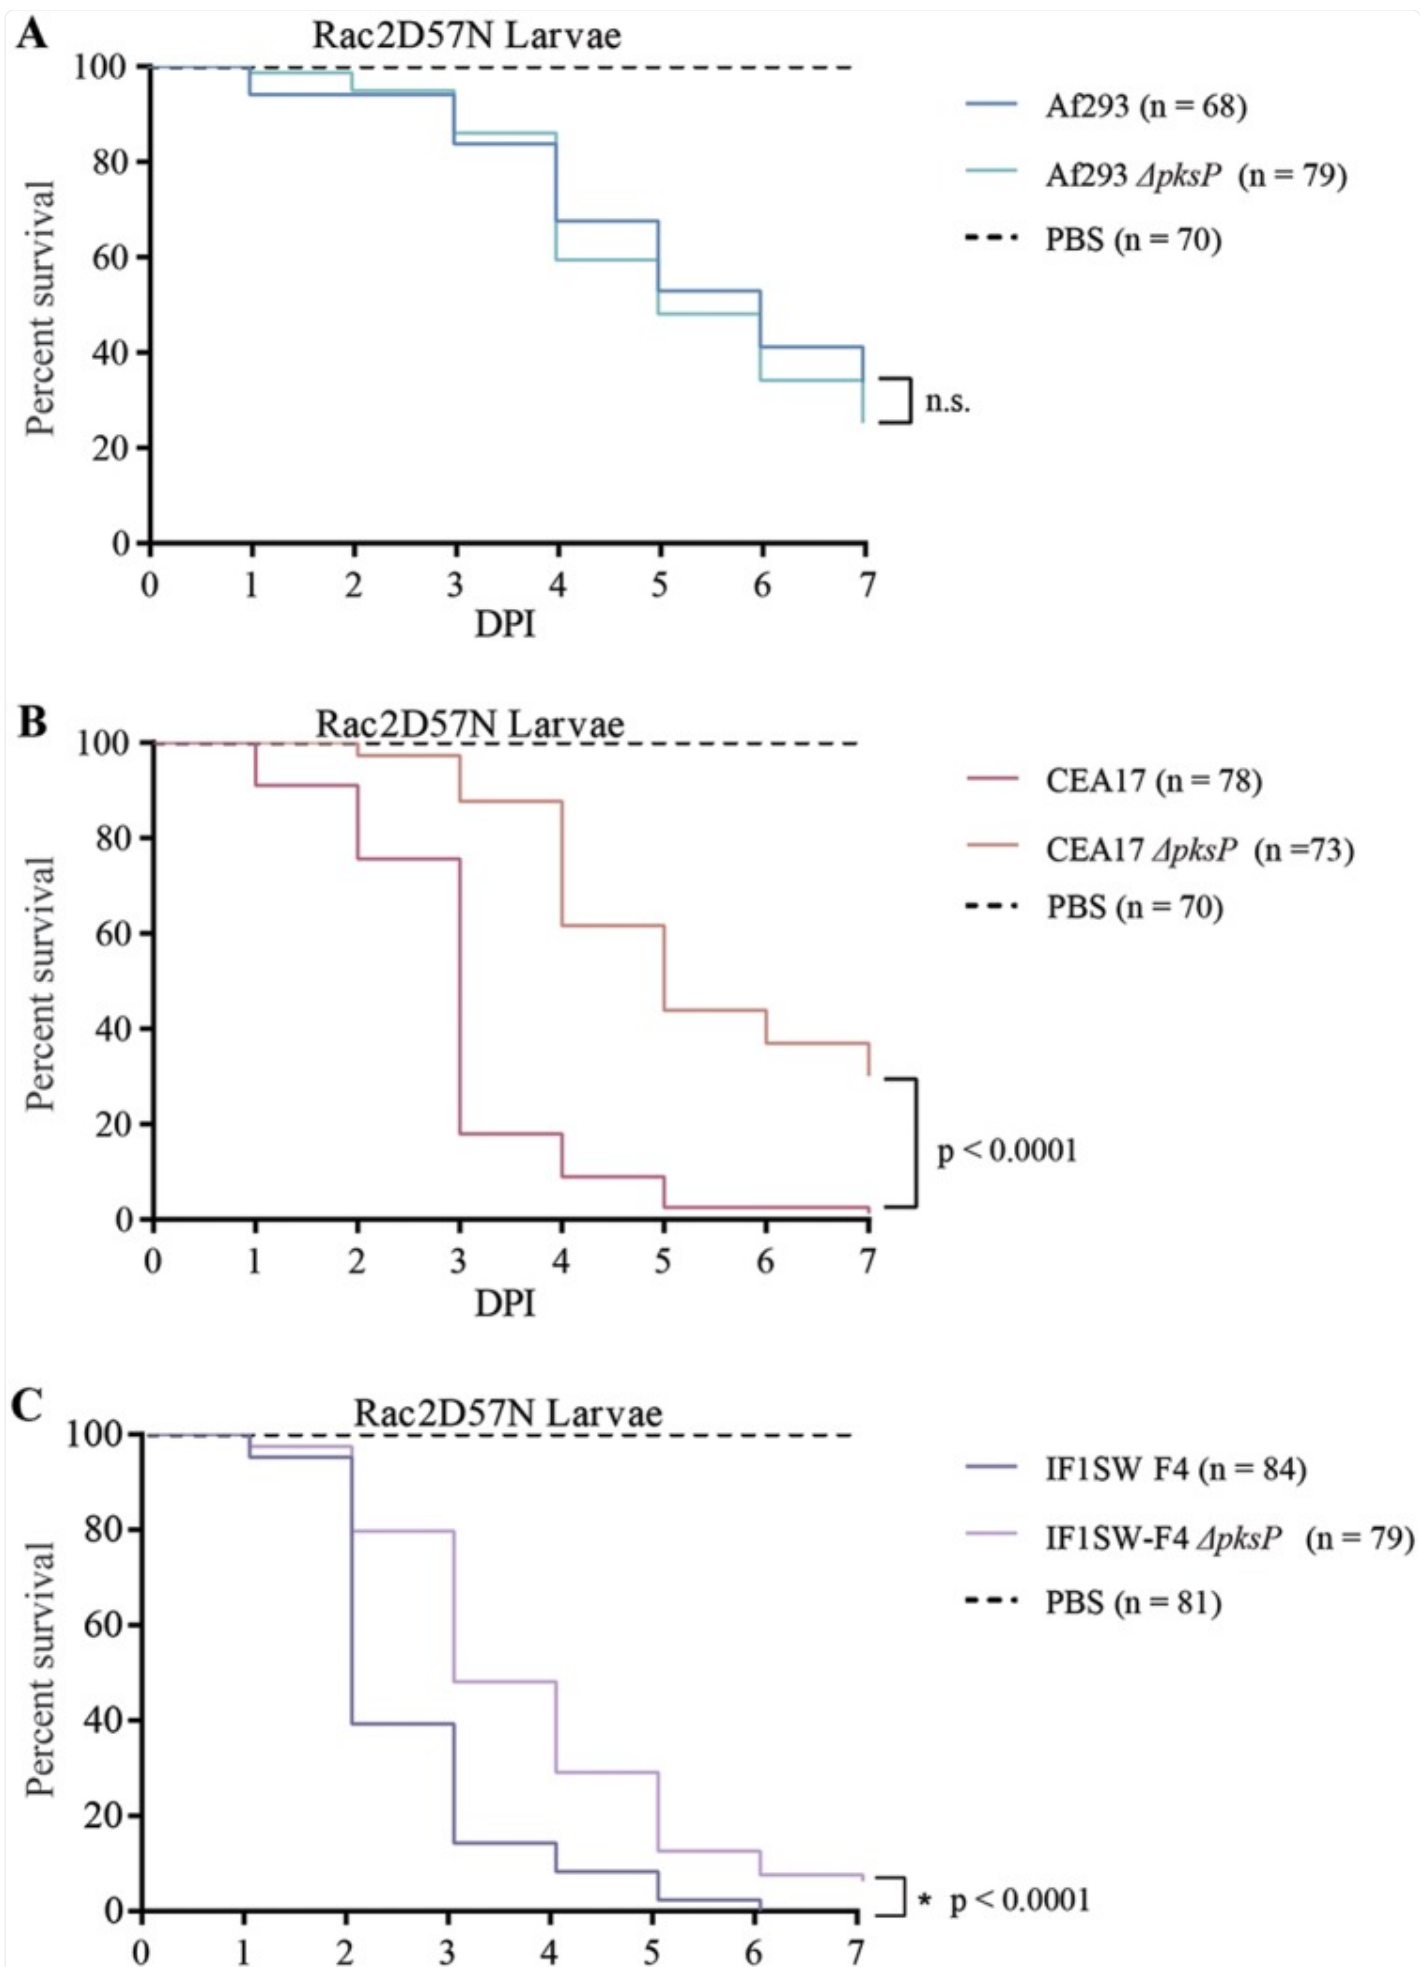 A
Rac2D57N Larvae
100
80
60
40
20
0
Percent survival
0 1 2 3 4 5 6 7
DPI
Af293 (n = 68)
Af293 ΔpksP (n = 79)
PBS (n = 70)
n.s.
B
Rac2D57N Larvae
100
80
60
40
20
0
Percent survival
0 1 2 3 4 5 6 7
DPI
CEA17 (n = 78)
CEA17 ΔpksP (n =73)
PBS (n = 70)
p < 0.0001
C
Rac2D57N Larvae
100
80
60
40
20
0
Percent survival
0 1 2 3 4 5 6 7
IF1SW F4 (n = 84)
IF1SW-F4 ΔpksP (n = 79)
PBS (n = 81)
* p < 0.0001